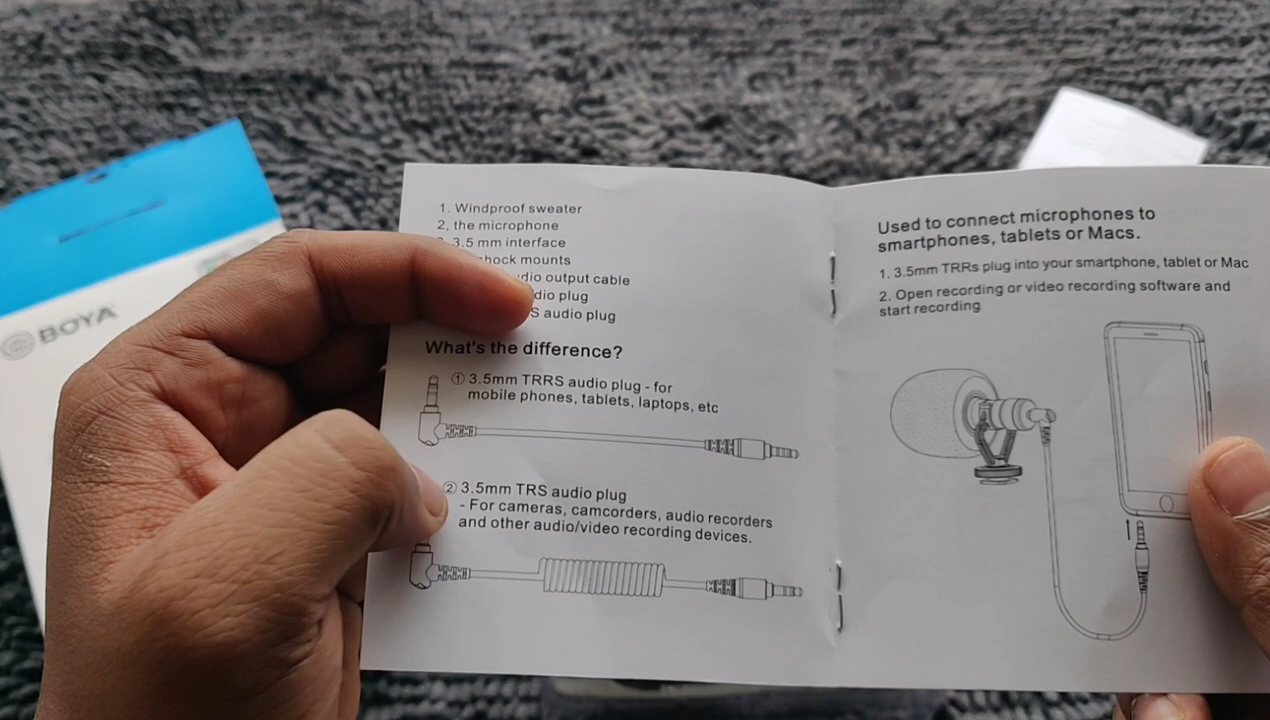 BOYA
1. Windproof sweater
2, the microphone
3.5 mm interface
hock mounts
dio output cable
dio plug
S audio plug
What's the difference?
① 3.5mm TRRS audio plug - for
mobile phones, tablets, laptops, etc
② 3.5mm TRS audio plug
- For cameras, camcorders, audio recorders
and other audio/video recording devices.
Used to connect microphones to
smartphones, tablets or Macs.
1. 3.5mm TRRs plug into your smartphone, tablet or Mac
2. Open recording or video recording software and
start recording